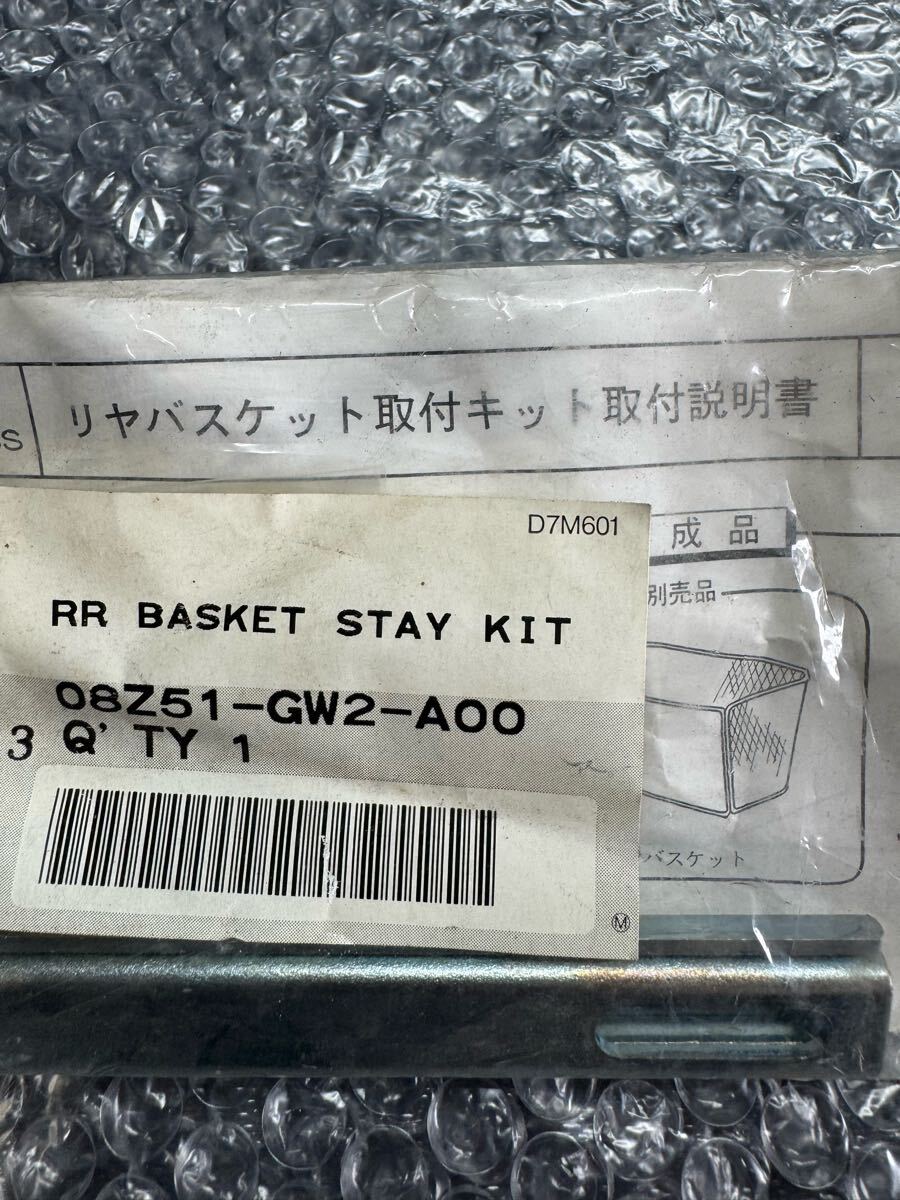 リヤバスケット取付キット取付説明書
D7M601
成品
別売品
RR BASKET STAY KIT
08Z51-GW2-A00
3 Q'TY 1
バスケット
M